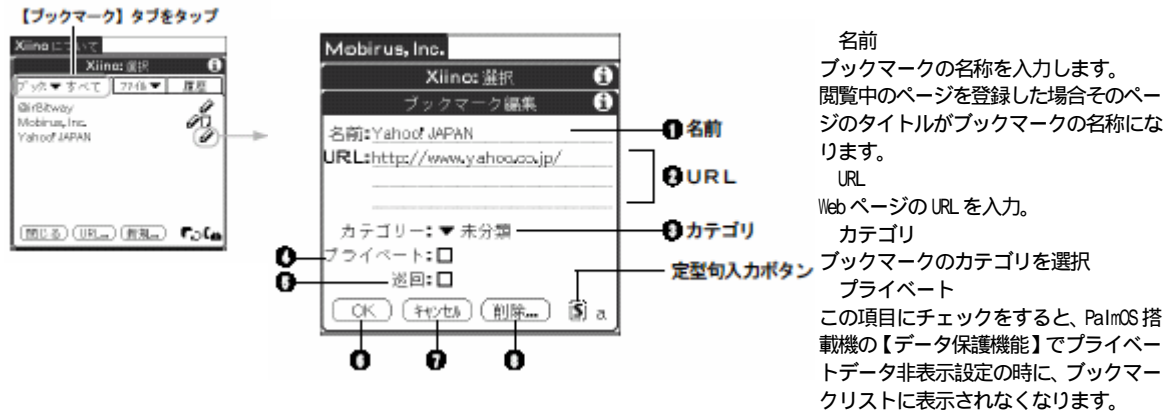 【ブックマーク】タブをタップ
Xiino について
Xiino: 選択
ブックマーク ▼ すべて
ファイル ▼
履歴
@irBitway
Mobirus, Inc.
Yahoo! JAPAN
閉じる
URL...
新規...
Mobirus, Inc.
Xiino: 選択
ブックマーク編集
名前: Yahoo! JAPAN
URL: http://www.yahoo.co.jp/
カテゴリー: ▼ 未分類
プライベート: □
巡回: □
OK
キャンセル
削除...
S a
❶名前
❷URL
❸カテゴリ
定型句入力ボタン
❹
❺
❻
❼
❽
名前
ブックマークの名称を入力します。
閲覧中のページを登録した場合そのペー
ジのタイトルがブックマークの名称にな
ります。
URL
Web ページの URL を入力。
カテゴリ
ブックマークのカテゴリを選択
プライベート
この項目にチェックをすると、PalmOS 搭
載機の【データ保護機能】でプライベー
トデータ非表示設定の時に、ブックマー
クリストに表示されなくなります。